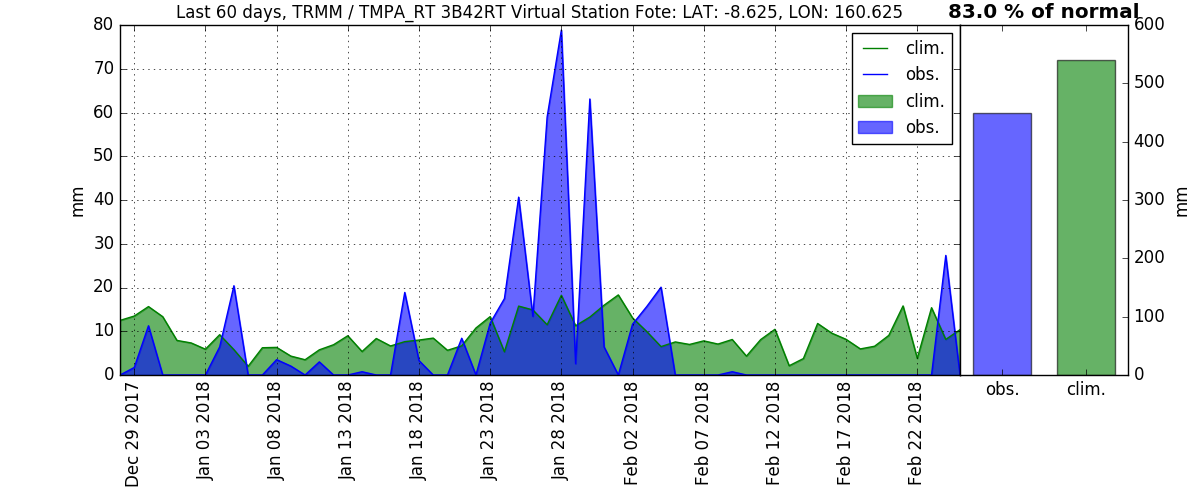 Last 60 days, TRMM / TMPA_RT 3B42RT Virtual Station Fote: LAT: -8.625, LON: 160.625
83.0 % of normal
80
70
60
50
40
30
20
10
0
mm
clim.
obs.
clim.
obs.
600
500
400
300
200
100
0
mm
obs.
clim.
Dec 29 2017
Jan 03 2018
Jan 08 2018
Jan 13 2018
Jan 18 2018
Jan 23 2018
Jan 28 2018
Feb 02 2018
Feb 07 2018
Feb 12 2018
Feb 17 2018
Feb 22 2018